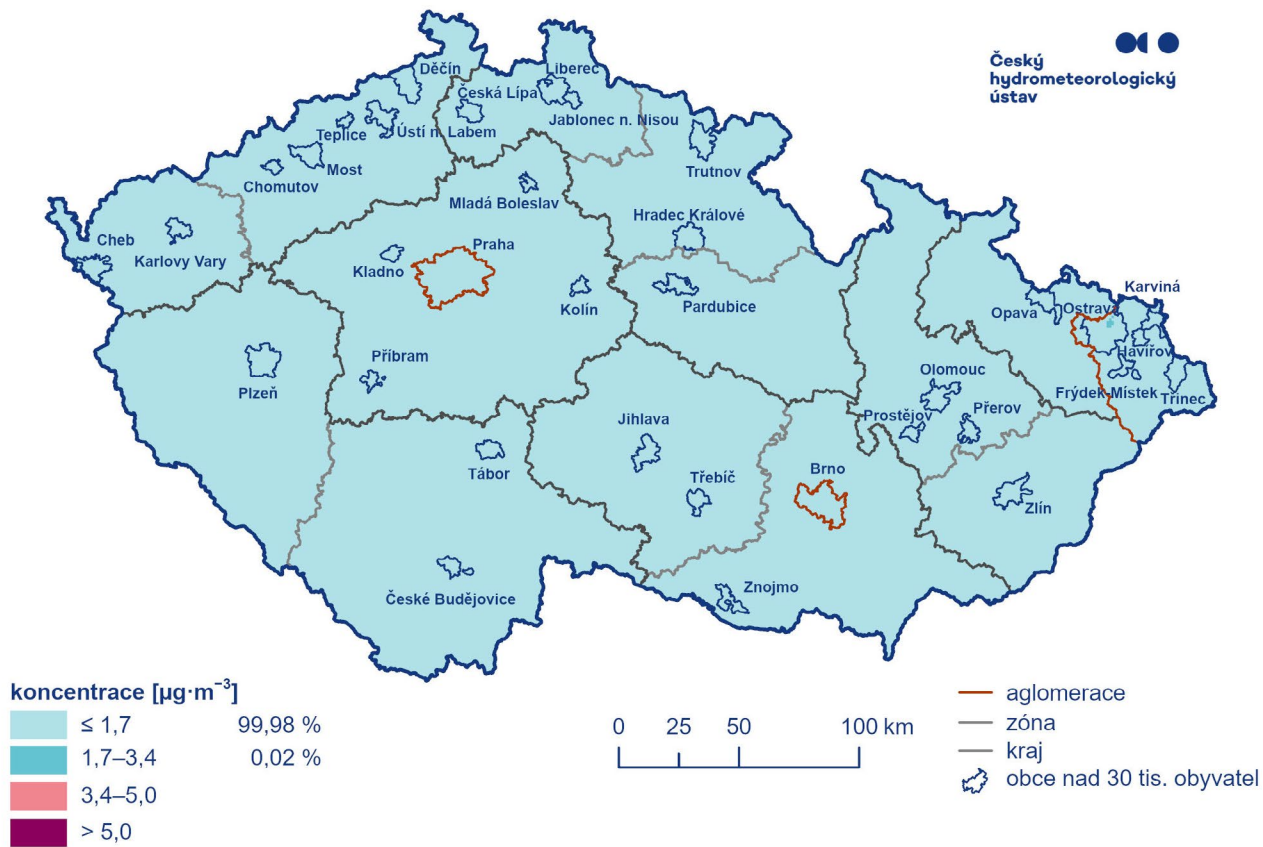 Český
hydrometeorologický
ústav
Děčín
Liberec
Česká Lípa
Jablonec n. Nisou
Teplice
Ústí n. Labem
Most
Chomutov
Trutnov
Mladá Boleslav
Hradec Králové
Cheb
Karlovy Vary
Praha
Kladno
Kolín
Pardubice
Karviná
Opava
Ostrava
Havířov
Příbram
Plzeň
Olomouc
Frýdek Místek
Třinec
Prostějov
Přerov
Jihlava
Tábor
Třebíč
Brno
Zlín
Znojmo
České Budějovice
koncentrace [µg·m⁻³]
≤ 1,7 99,98 %
1,7–3,4 0,02 %
3,4–5,0
> 5,0
0 25 50 100 km
aglomerace
zóna
kraj
obce nad 30 tis. obyvatel